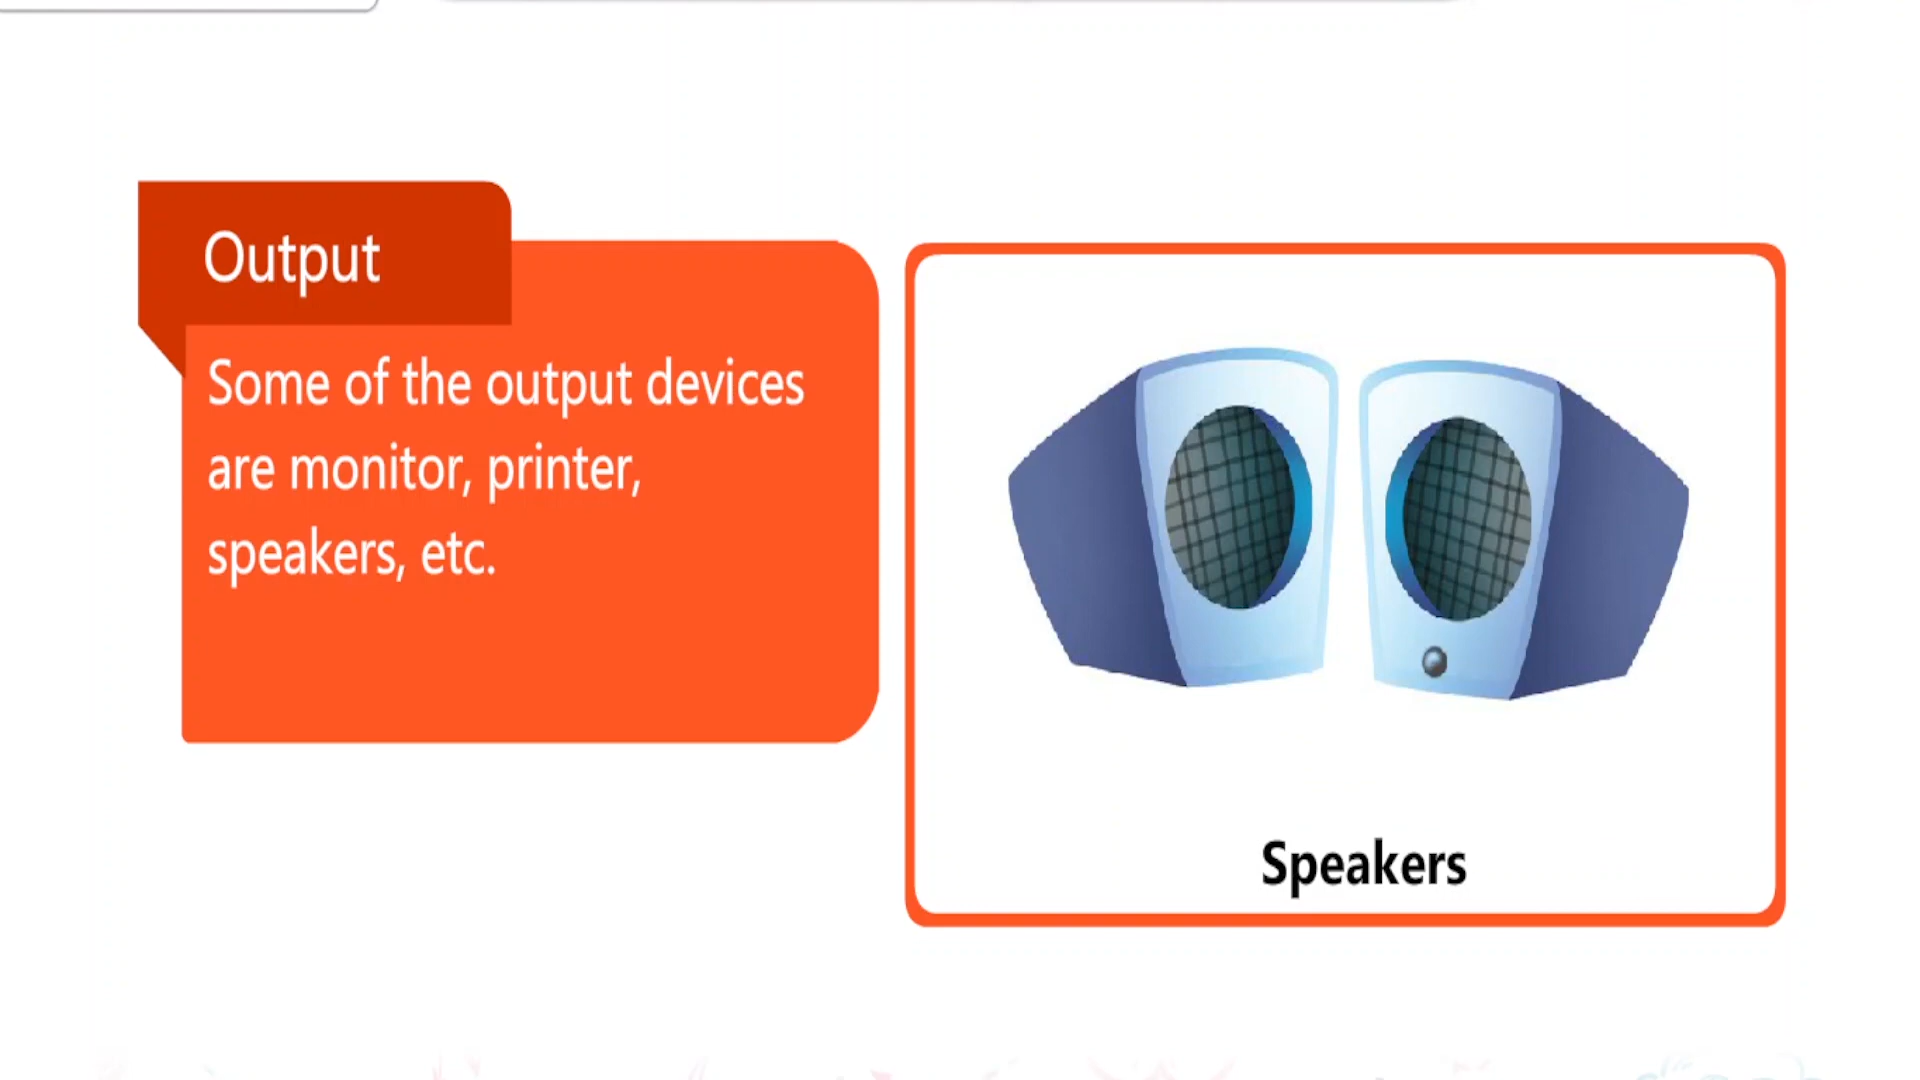 Output
Some of the output devices
are monitor, printer,
speakers, etc.
Speakers